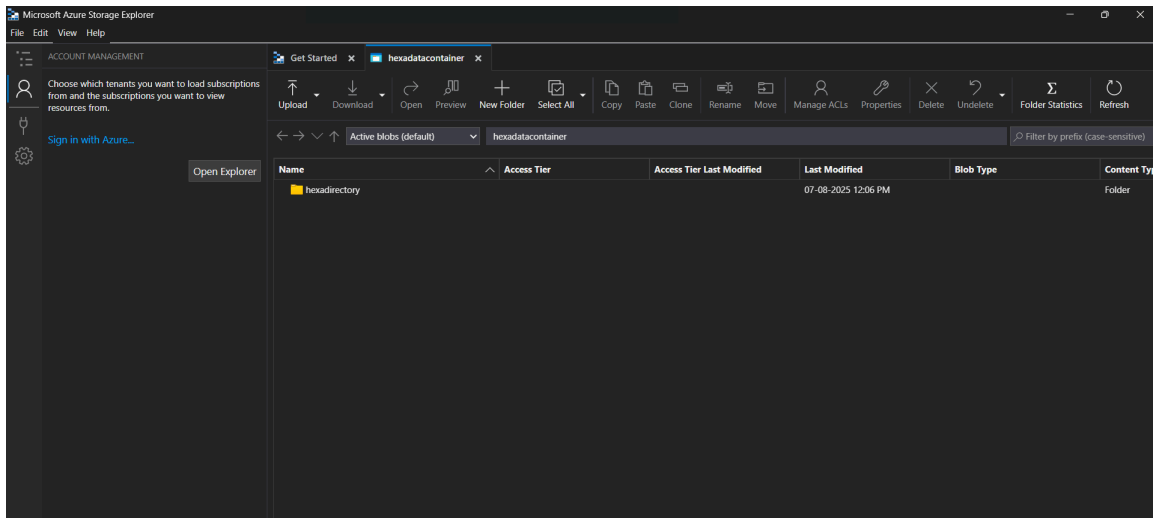 Microsoft Azure Storage Explorer
File Edit View Help
ACCOUNT MANAGEMENT
Choose which tenants you want to load subscriptions
from and the subscriptions you want to view
resources from.
Sign in with Azure...
Open Explorer
Get Started
hexadatacontainer
Upload Download Open Preview New Folder Select All Copy Paste Clone Rename Move Manage ACLs Properties Delete Undelete Folder Statistics Refresh
Active blobs (default) hexadatacontainer Filter by prefix (case-sensitive)
Name Access Tier Access Tier Last Modified Last Modified Blob Type Content Ty
hexadirectory 07-08-2025 12:06 PM Folder